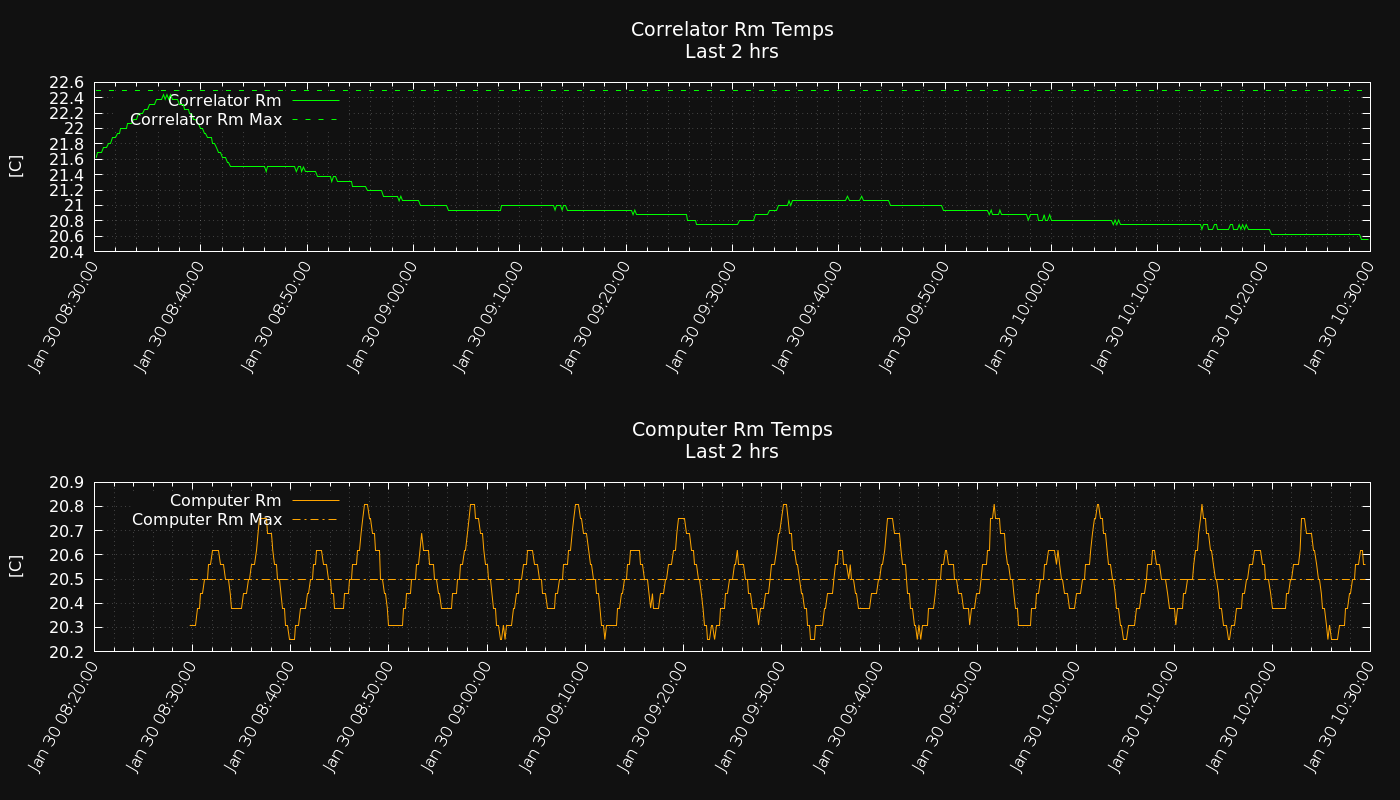 Correlator Rm Temps
Last 2 hrs
[C]
22.6
22.4
22.2
22
21.8
21.6
21.4
21.2
21
20.8
20.6
20.4
Correlator Rm
Correlator Rm Max
Jan 30 08:30:00
Jan 30 08:40:00
Jan 30 08:50:00
Jan 30 09:00:00
Jan 30 09:10:00
Jan 30 09:20:00
Jan 30 09:30:00
Jan 30 09:40:00
Jan 30 09:50:00
Jan 30 10:00:00
Jan 30 10:10:00
Jan 30 10:20:00
Jan 30 10:30:00
Computer Rm Temps
Last 2 hrs
[C]
20.9
20.8
20.7
20.6
20.5
20.4
20.3
20.2
Computer Rm
Computer Rm Max
Jan 30 08:20:00
Jan 30 08:30:00
Jan 30 08:40:00
Jan 30 08:50:00
Jan 30 09:00:00
Jan 30 09:10:00
Jan 30 09:20:00
Jan 30 09:30:00
Jan 30 09:40:00
Jan 30 09:50:00
Jan 30 10:00:00
Jan 30 10:10:00
Jan 30 10:20:00
Jan 30 10:30:00